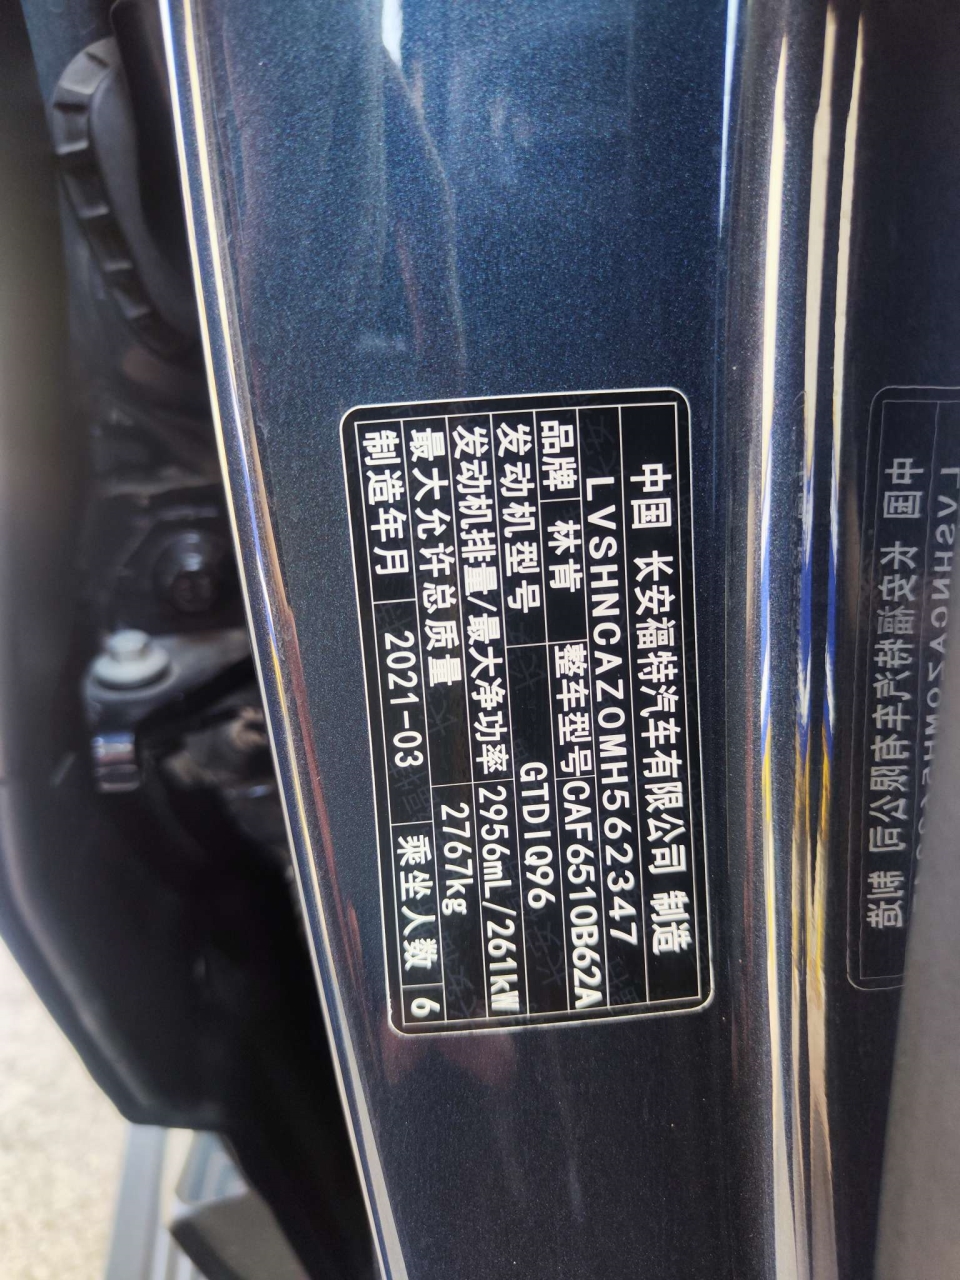 中国 长安福特汽车有限公司 制造
LVSHNCAZ0MH562347
品牌 林肯 整车型号 CAF6510B62A
发动机型号 GTDIQ96
发动机排量/最大净功率 2956mL/261kW
最大允许总质量 2767kg
制造年月 2021-03 乘坐人数 6